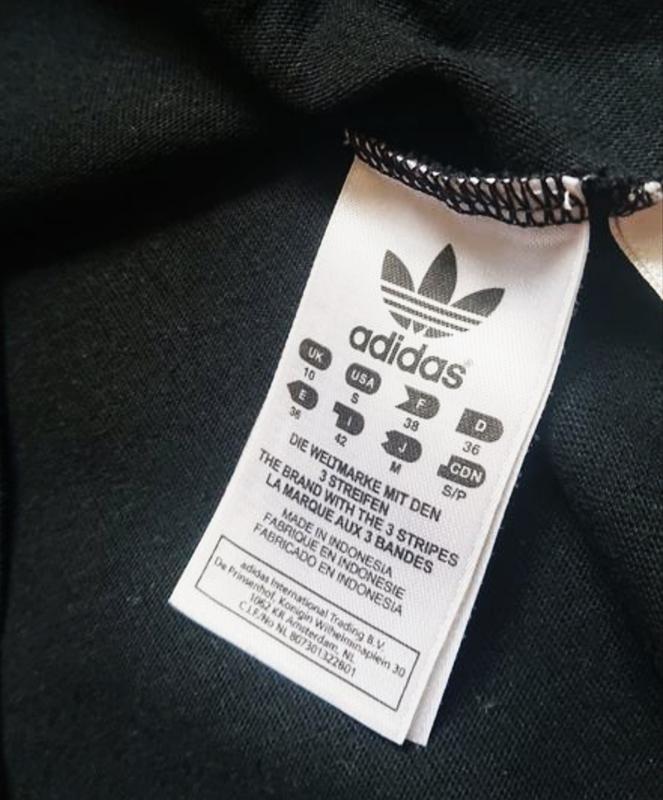 adidas®
UK USA F D
10 S 38 36
E I J CDN
36 42 M S/P
DIE WELTMARKE MIT DEN
3 STREIFEN
THE BRAND WITH THE 3 STRIPES
LA MARQUE AUX 3 BANDES
MADE IN INDONESIA
FABRIQUE EN INDONESIE
FABRICADO EN INDONESIA
adidas International Trading B.V.
De Prinsenhof, Konigin Wilhelminaplein 30
1062 KR Amsterdam, NL
C.I.F./No NL 807301322B01